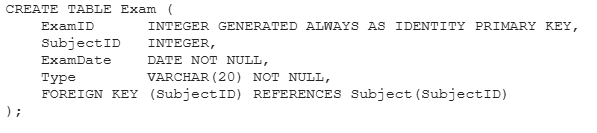 CREATE TABLE Exam (
    ExamID      INTEGER GENERATED ALWAYS AS IDENTITY PRIMARY KEY,
    SubjectID   INTEGER,
    ExamDate    DATE NOT NULL,
    Type        VARCHAR(20) NOT NULL,
    FOREIGN KEY (SubjectID) REFERENCES Subject(SubjectID)
);